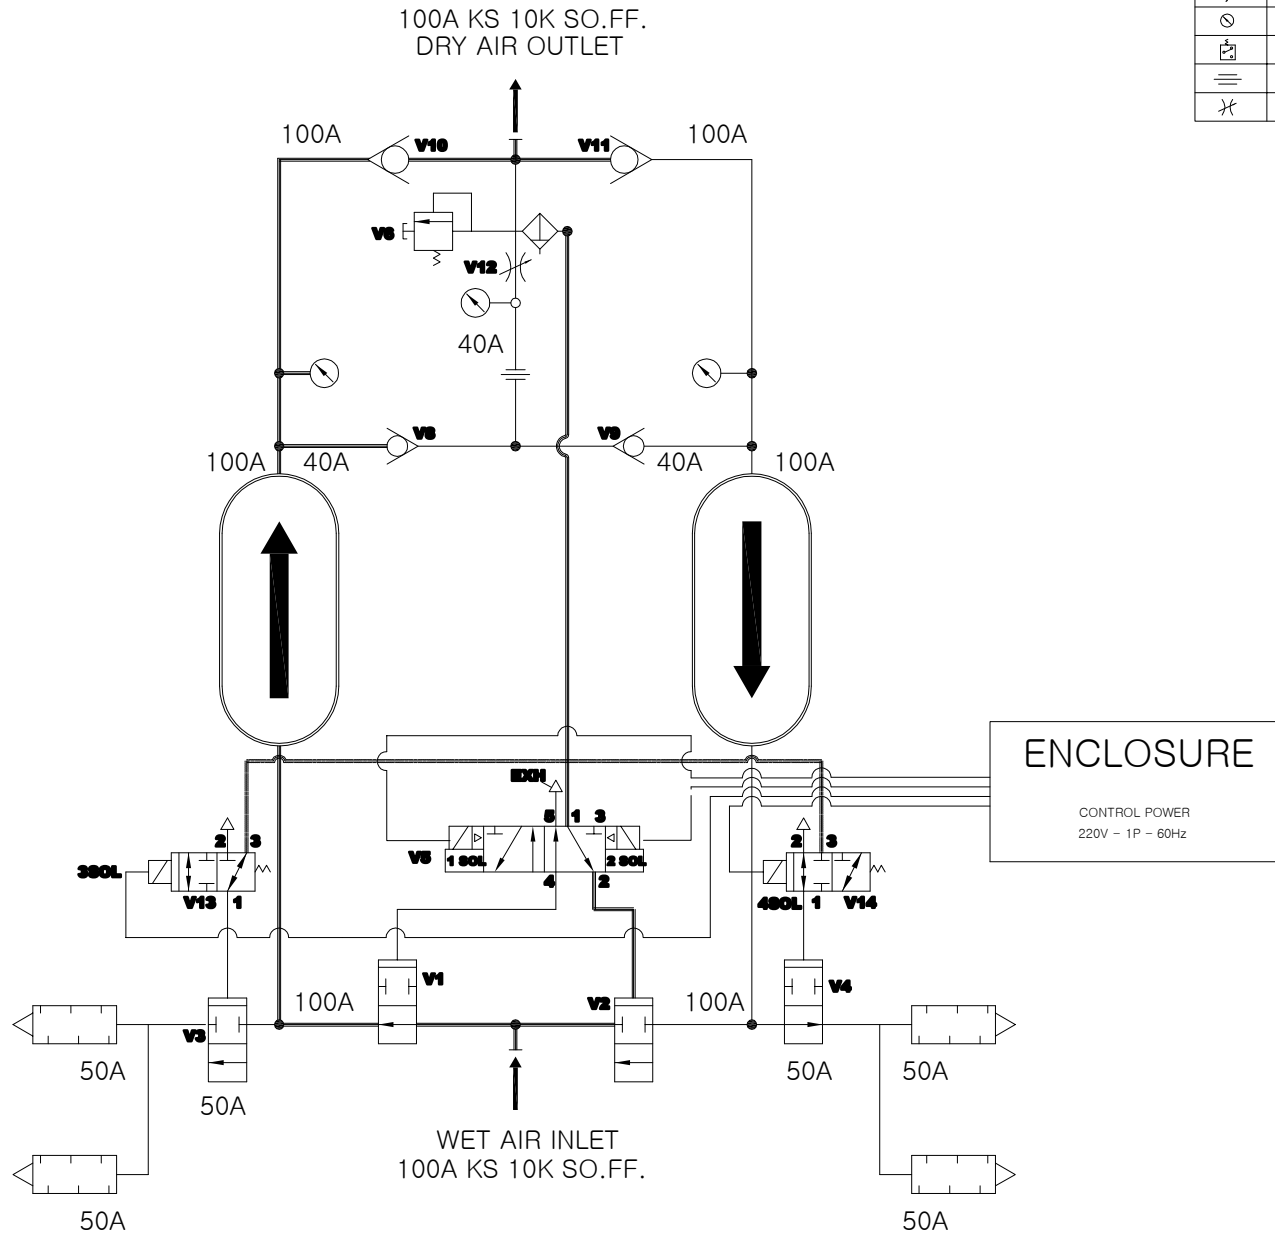 100A KS 10K SO.FF.
DRY AIR OUTLET
100A
V10
V11
100A
V6
V12
40A
V8
V9
100A
40A
40A
100A
ENCLOSURE
CONTROL POWER
220V - 1P - 60Hz
EXH
5 1 3
V5
1 SOL
2 SOL
4 2
2 3
3SOL
V13 1
2 3
4SOL 1 V14
V1
V2
V4
V3
100A
100A
50A
50A
50A
50A
WET AIR INLET
100A KS 10K SO.FF.
50A
50A